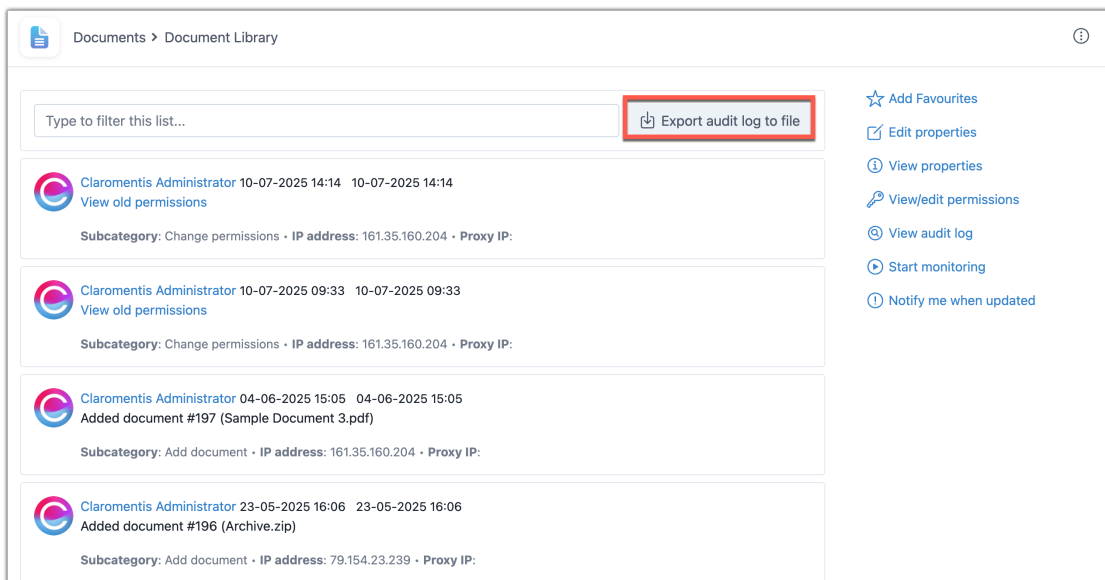 Documents > Document Library
Type to filter this list...
Export audit log to file
Claromentis Administrator 10-07-2025 14:14 10-07-2025 14:14
View old permissions
Subcategory: Change permissions • IP address: 161.35.160.204 • Proxy IP:
Claromentis Administrator 10-07-2025 09:33 10-07-2025 09:33
View old permissions
Subcategory: Change permissions • IP address: 161.35.160.204 • Proxy IP:
Claromentis Administrator 04-06-2025 15:05 04-06-2025 15:05
Added document #197 (Sample Document 3.pdf)
Subcategory: Add document • IP address: 161.35.160.204 • Proxy IP:
Claromentis Administrator 23-05-2025 16:06 23-05-2025 16:06
Added document #196 (Archive.zip)
Subcategory: Add document • IP address: 79.154.23.239 • Proxy IP:
Add Favourites
Edit properties
View properties
View/edit permissions
View audit log
Start monitoring
Notify me when updated